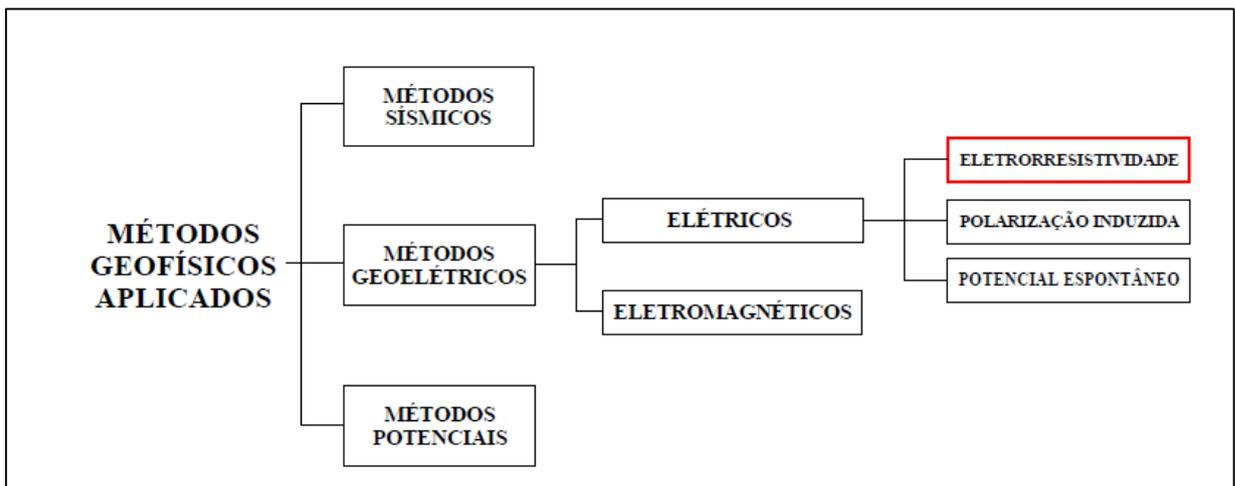 MÉTODOS
GEOFÍSICOS
APLICADOS
MÉTODOS
SÍSMICOS
MÉTODOS
GEOELÉTRICOS
MÉTODOS
POTENCIAIS
ELÉTRICOS
ELETROMAGNÉTICOS
ELETRORRESISTIVIDADE
POLARIZAÇÃO INDUZIDA
POTENCIAL ESPONTÂNEO